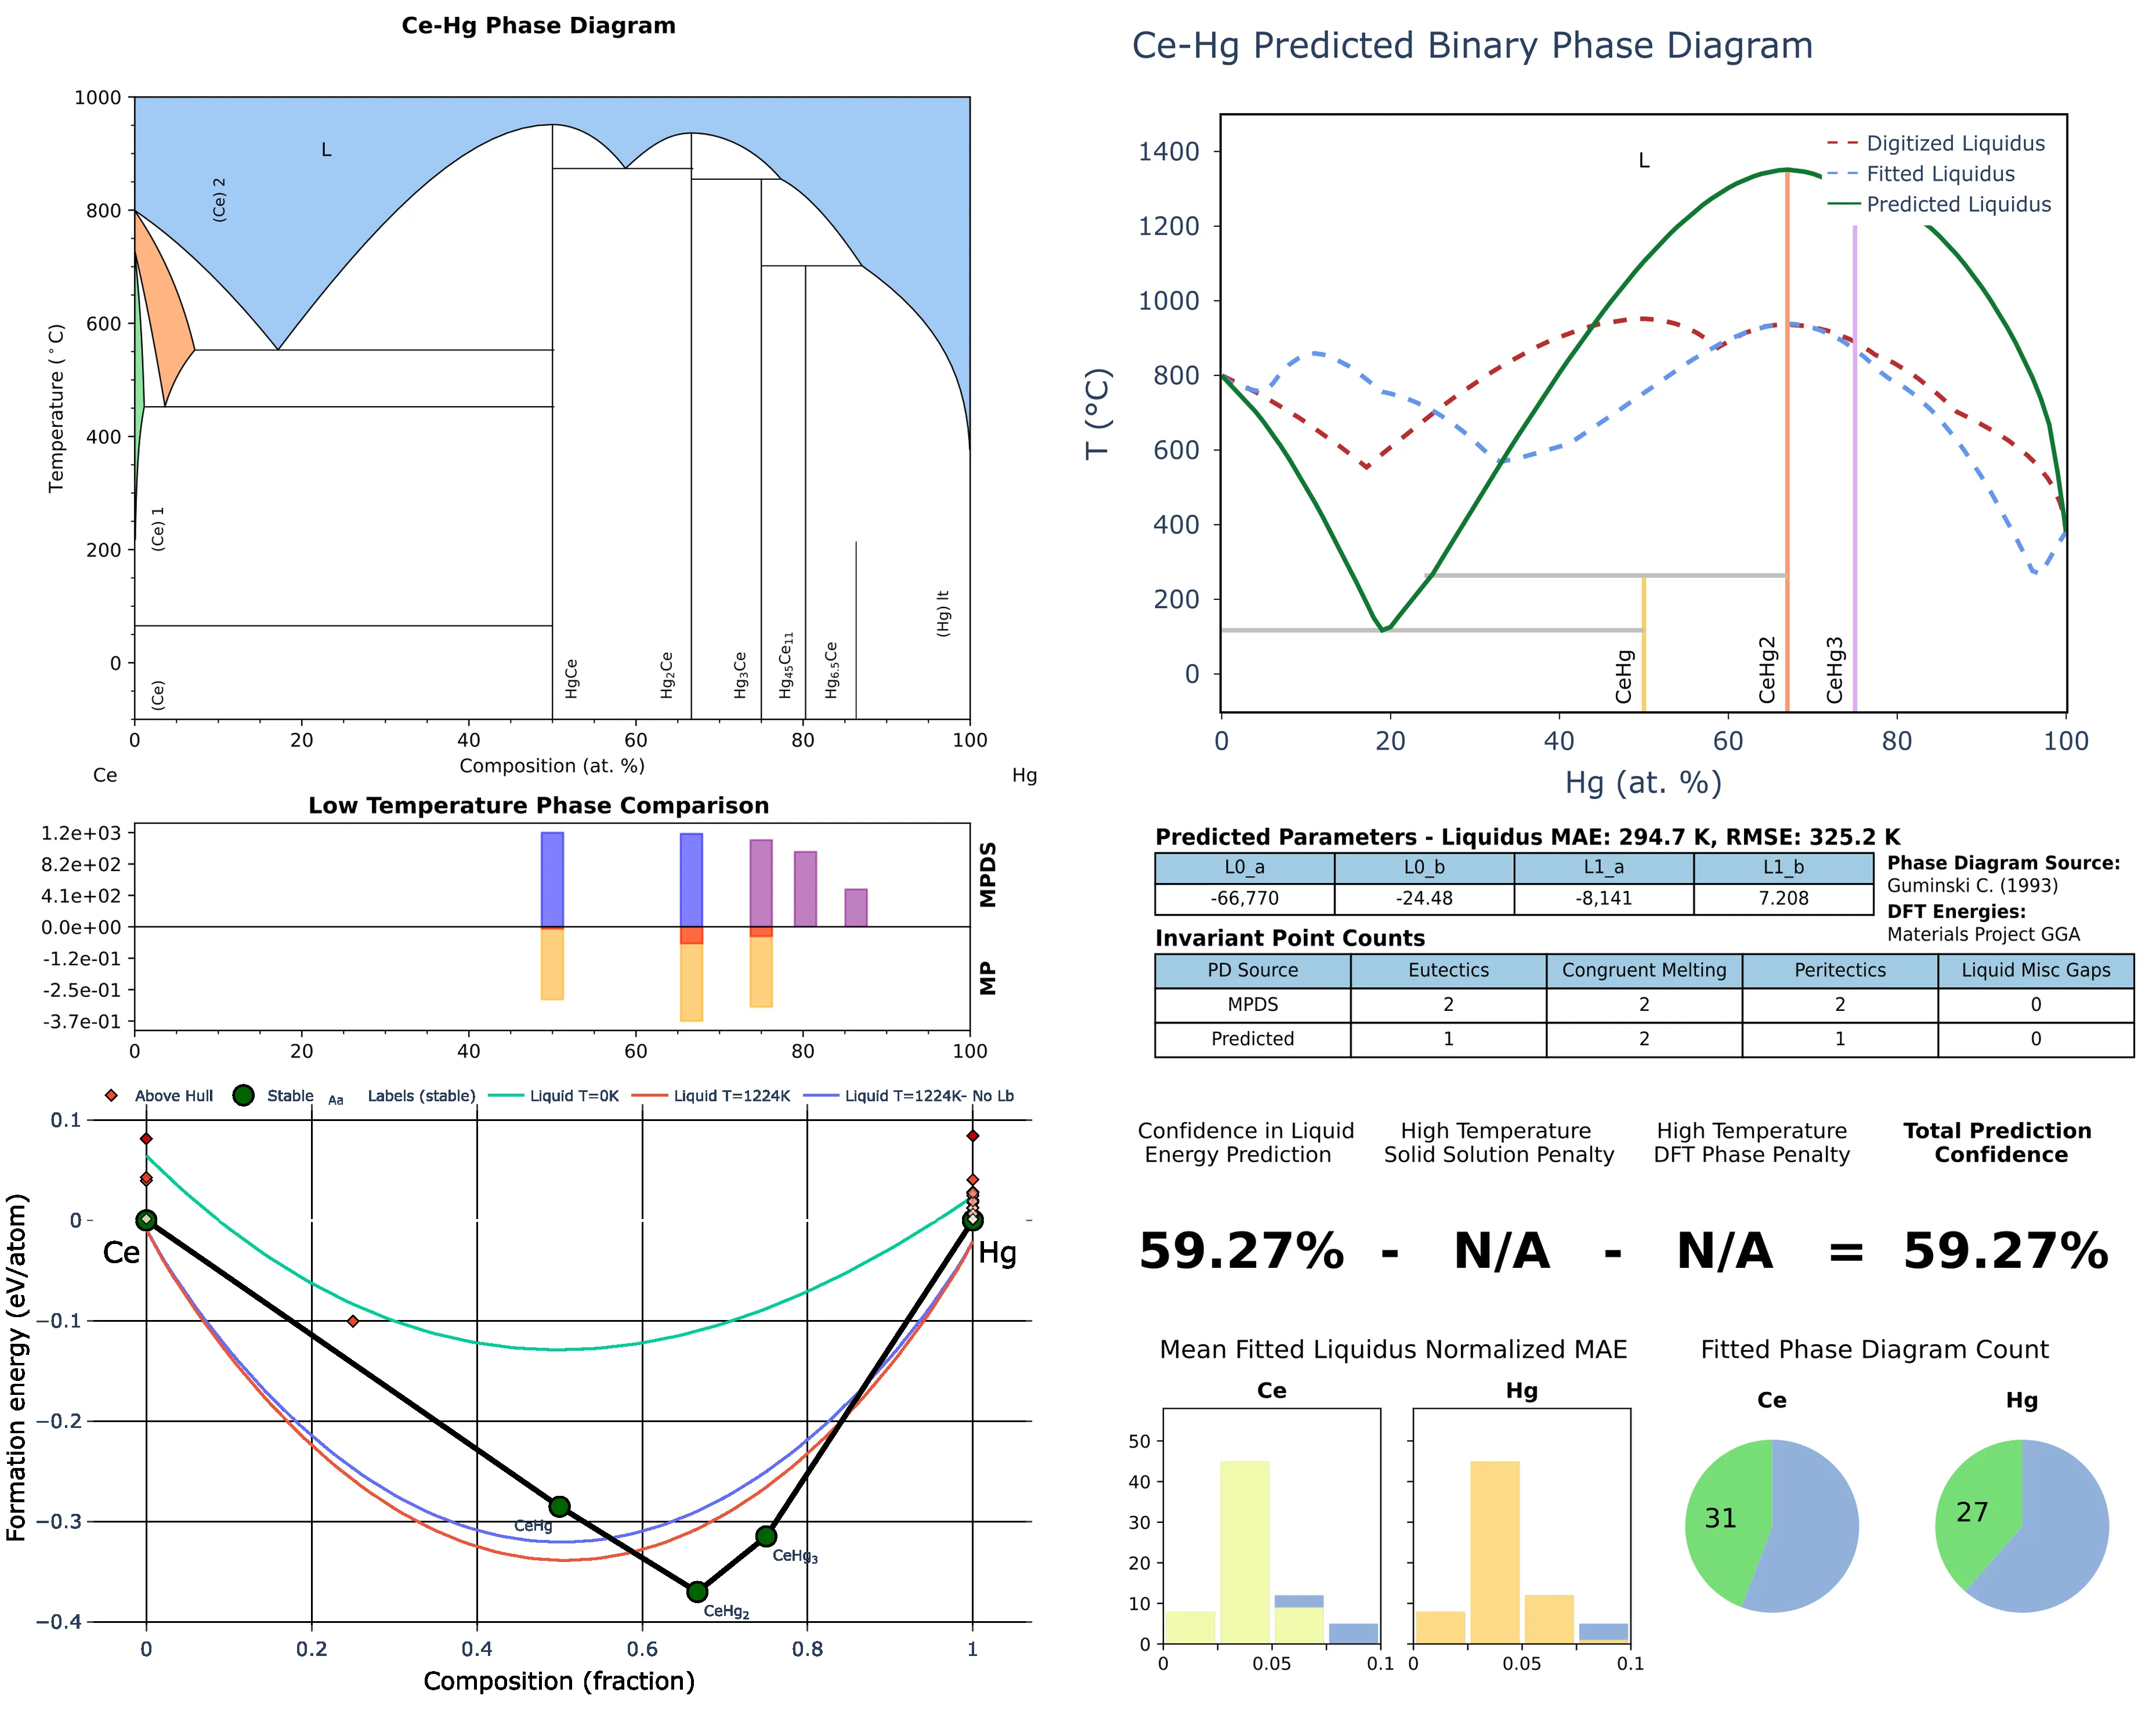 Ce-Hg Phase Diagram
1000
800
600
400
200
0
Temperature (°C)
L
(Ce) 2
(Ce) 1
(Ce)
HgCe
Hg2Ce
Hg3Ce
Hg45Ce11
Hg6.5Ce
(Hg) lt
0 20 40 60 80 100
Composition (at. %)
Ce
Hg
Low Temperature Phase Comparison
1.2e+03
8.2e+02
4.1e+02
0.0e+00
-1.2e-01
-2.5e-01
-3.7e-01
MPDS
MP
0 20 40 60 80 100
Above Hull Stable Aa Labels (stable) Liquid T=0K Liquid T=1224K Liquid T=1224K- No Lb
0.1
0
−0.1
−0.2
−0.3
−0.4
Formation energy (eV/atom)
Ce
Hg
CeHg
CeHg3
CeHg2
0 0.2 0.4 0.6 0.8 1
Composition (fraction)
Ce-Hg Predicted Binary Phase Diagram
1400
1200
1000
800
600
400
200
0
T (°C)
L
Digitized Liquidus
Fitted Liquidus
Predicted Liquidus
CeHg
CeHg2
CeHg3
0 20 40 60 80 100
Hg (at. %)
Predicted Parameters - Liquidus MAE: 294.7 K, RMSE: 325.2 K
L0_a L0_b L1_a L1_b
-66,770 -24.48 -8,141 7.208
Phase Diagram Source:
Guminski C. (1993)
DFT Energies:
Materials Project GGA
Invariant Point Counts
PD Source Eutectics Congruent Melting Peritectics Liquid Misc Gaps
MPDS 2 2 2 0
Predicted 1 2 1 0
Confidence in Liquid
Energy Prediction
High Temperature
Solid Solution Penalty
High Temperature
DFT Phase Penalty
Total Prediction
Confidence
59.27% - N/A - N/A = 59.27%
Mean Fitted Liquidus Normalized MAE
Ce
Hg
50
40
30
20
10
0
0 0.05 0.1
0 0.05 0.1
Fitted Phase Diagram Count
Ce
Hg
31
27